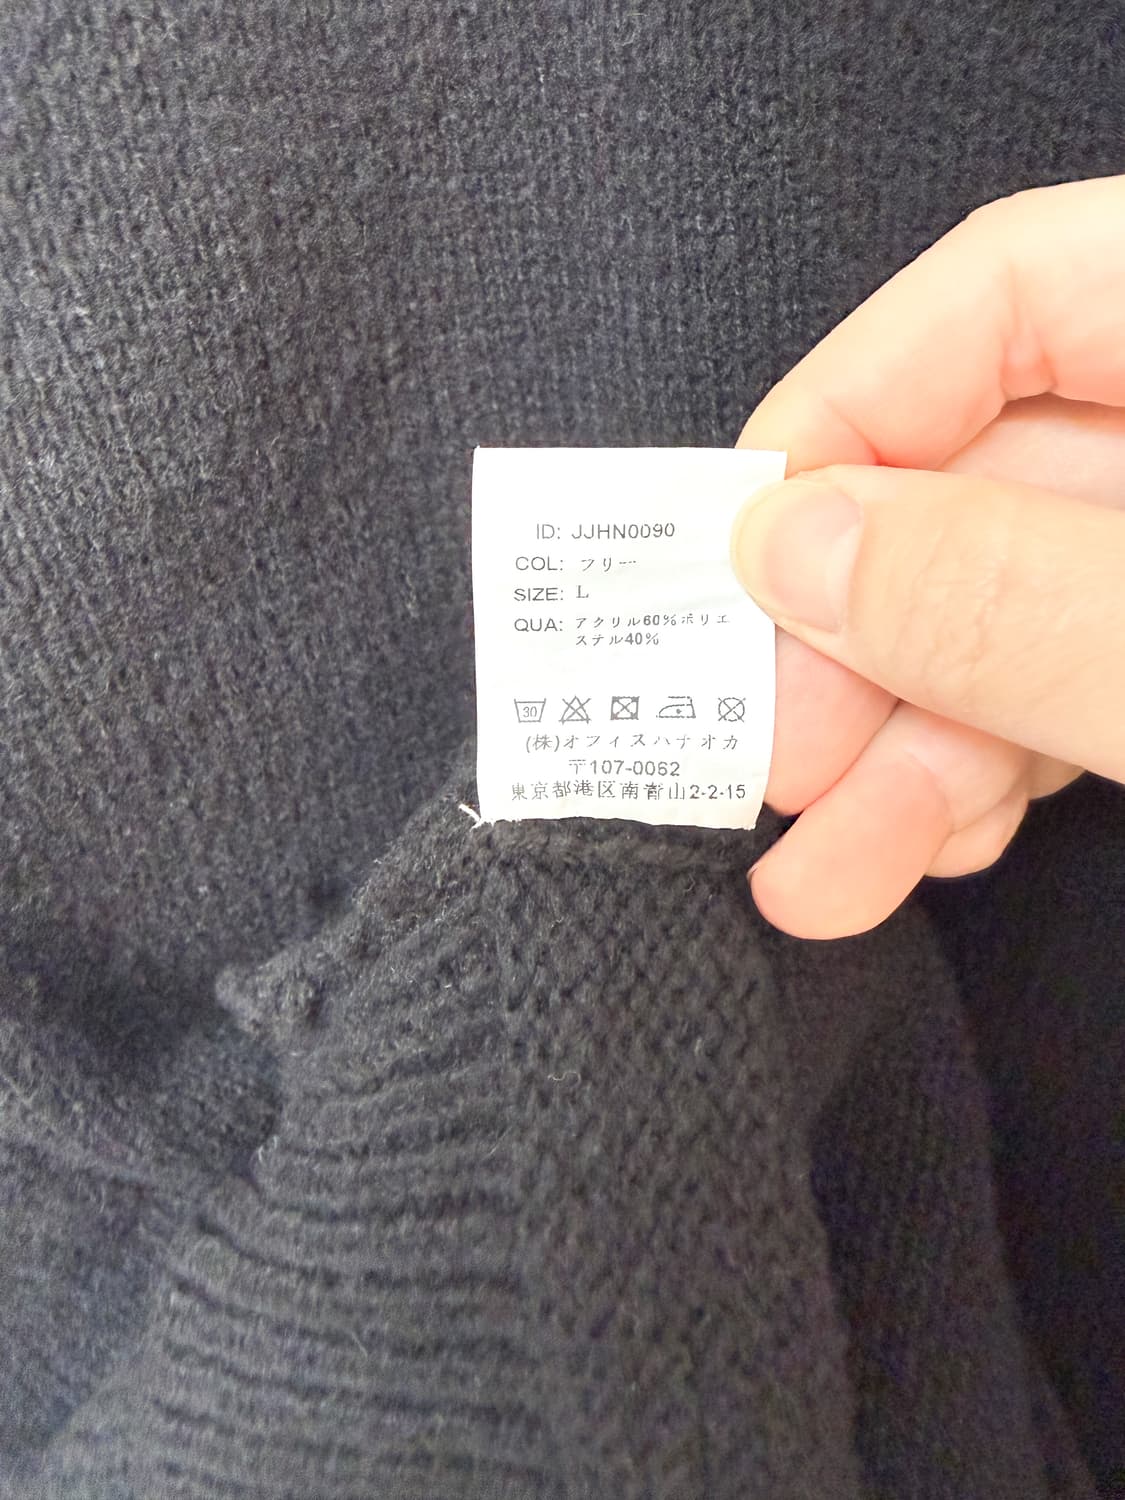 ID: JJHN0090
COL: フリー
SIZE: L
QUA: アクリル60%ポリエ
ステル40%
30
(株)オフィスハナオカ
〒107-0062
東京都港区南青山2-2-15